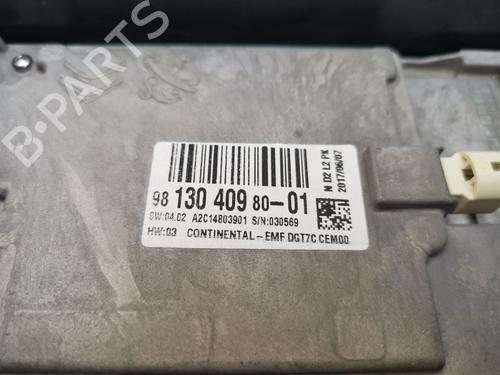 B-PARTS
98 130 409 80-01
SW:04.02 A2C14803901 S/N:030569
HW:03 CONTINENTAL-EMF DGT7C CEM00
N D2 L2 PK
2017/06/07